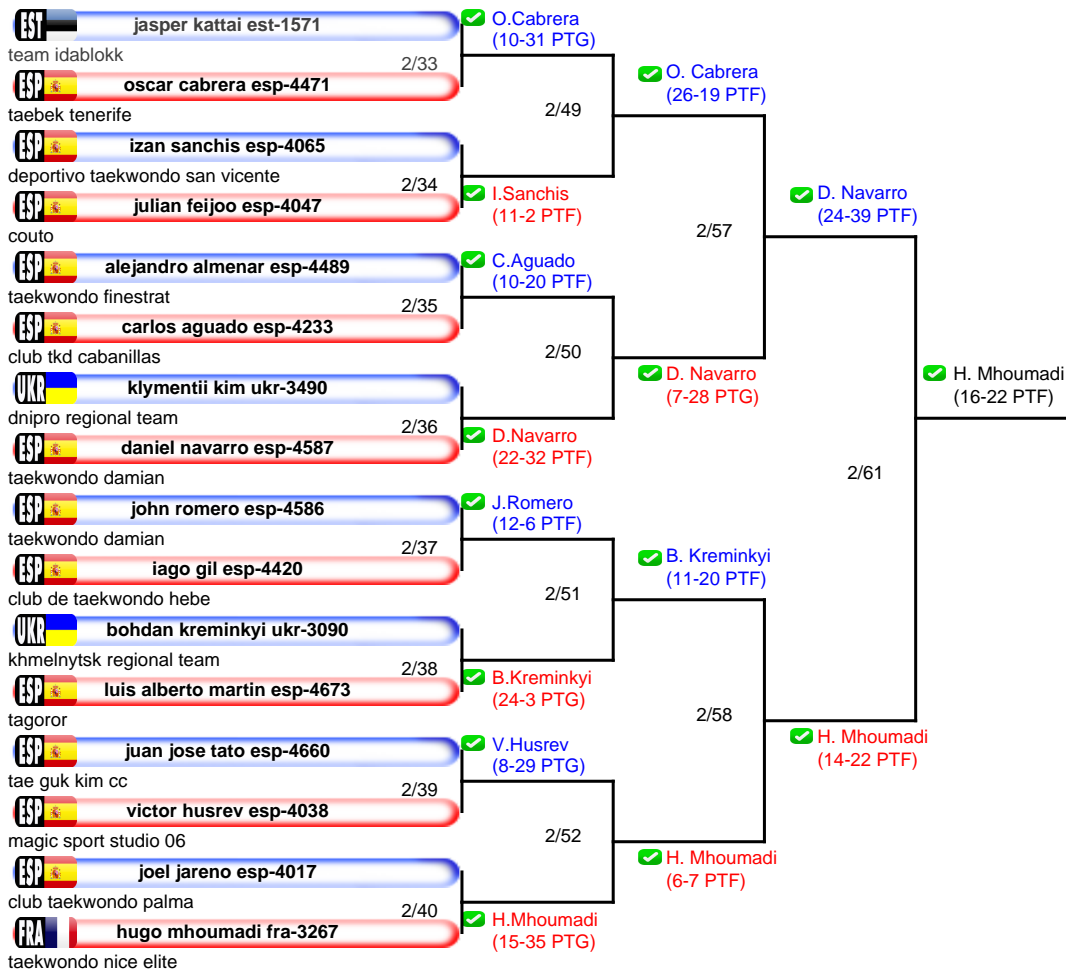 EST jasper kattai est-1571
team idablokk
2/33
ESP oscar cabrera esp-4471
taebek tenerife
ESP izan sanchis esp-4065
deportivo taekwondo san vicente
2/34
ESP julian feijoo esp-4047
couto
ESP alejandro almenar esp-4489
taekwondo finestrat
2/35
ESP carlos aguado esp-4233
club tkd cabanillas
UKR klymentii kim ukr-3490
dnipro regional team
2/36
ESP daniel navarro esp-4587
taekwondo damian
ESP john romero esp-4586
taekwondo damian
2/37
ESP iago gil esp-4420
club de taekwondo hebe
UKR bohdan kreminkyi ukr-3090
khmelnytsk regional team
2/38
ESP luis alberto martin esp-4673
tagoror
ESP juan jose tato esp-4660
tae guk kim cc
2/39
ESP victor husrev esp-4038
magic sport studio 06
ESP joel jareno esp-4017
club taekwondo palma
2/40
FRA hugo mhoumadi fra-3267
taekwondo nice elite
O.Cabrera
(10-31 PTG)
2/49
I.Sanchis
(11-2 PTF)
C.Aguado
(10-20 PTF)
2/50
D.Navarro
(22-32 PTF)
J.Romero
(12-6 PTF)
2/51
B.Kreminkyi
(24-3 PTG)
V.Husrev
(8-29 PTG)
2/52
H.Mhoumadi
(15-35 PTG)
O. Cabrera
(26-19 PTF)
2/57
D. Navarro
(7-28 PTG)
B. Kreminkyi
(11-20 PTF)
2/58
H. Mhoumadi
(6-7 PTF)
D. Navarro
(24-39 PTF)
2/61
H. Mhoumadi
(14-22 PTF)
H. Mhoumadi
(16-22 PTF)